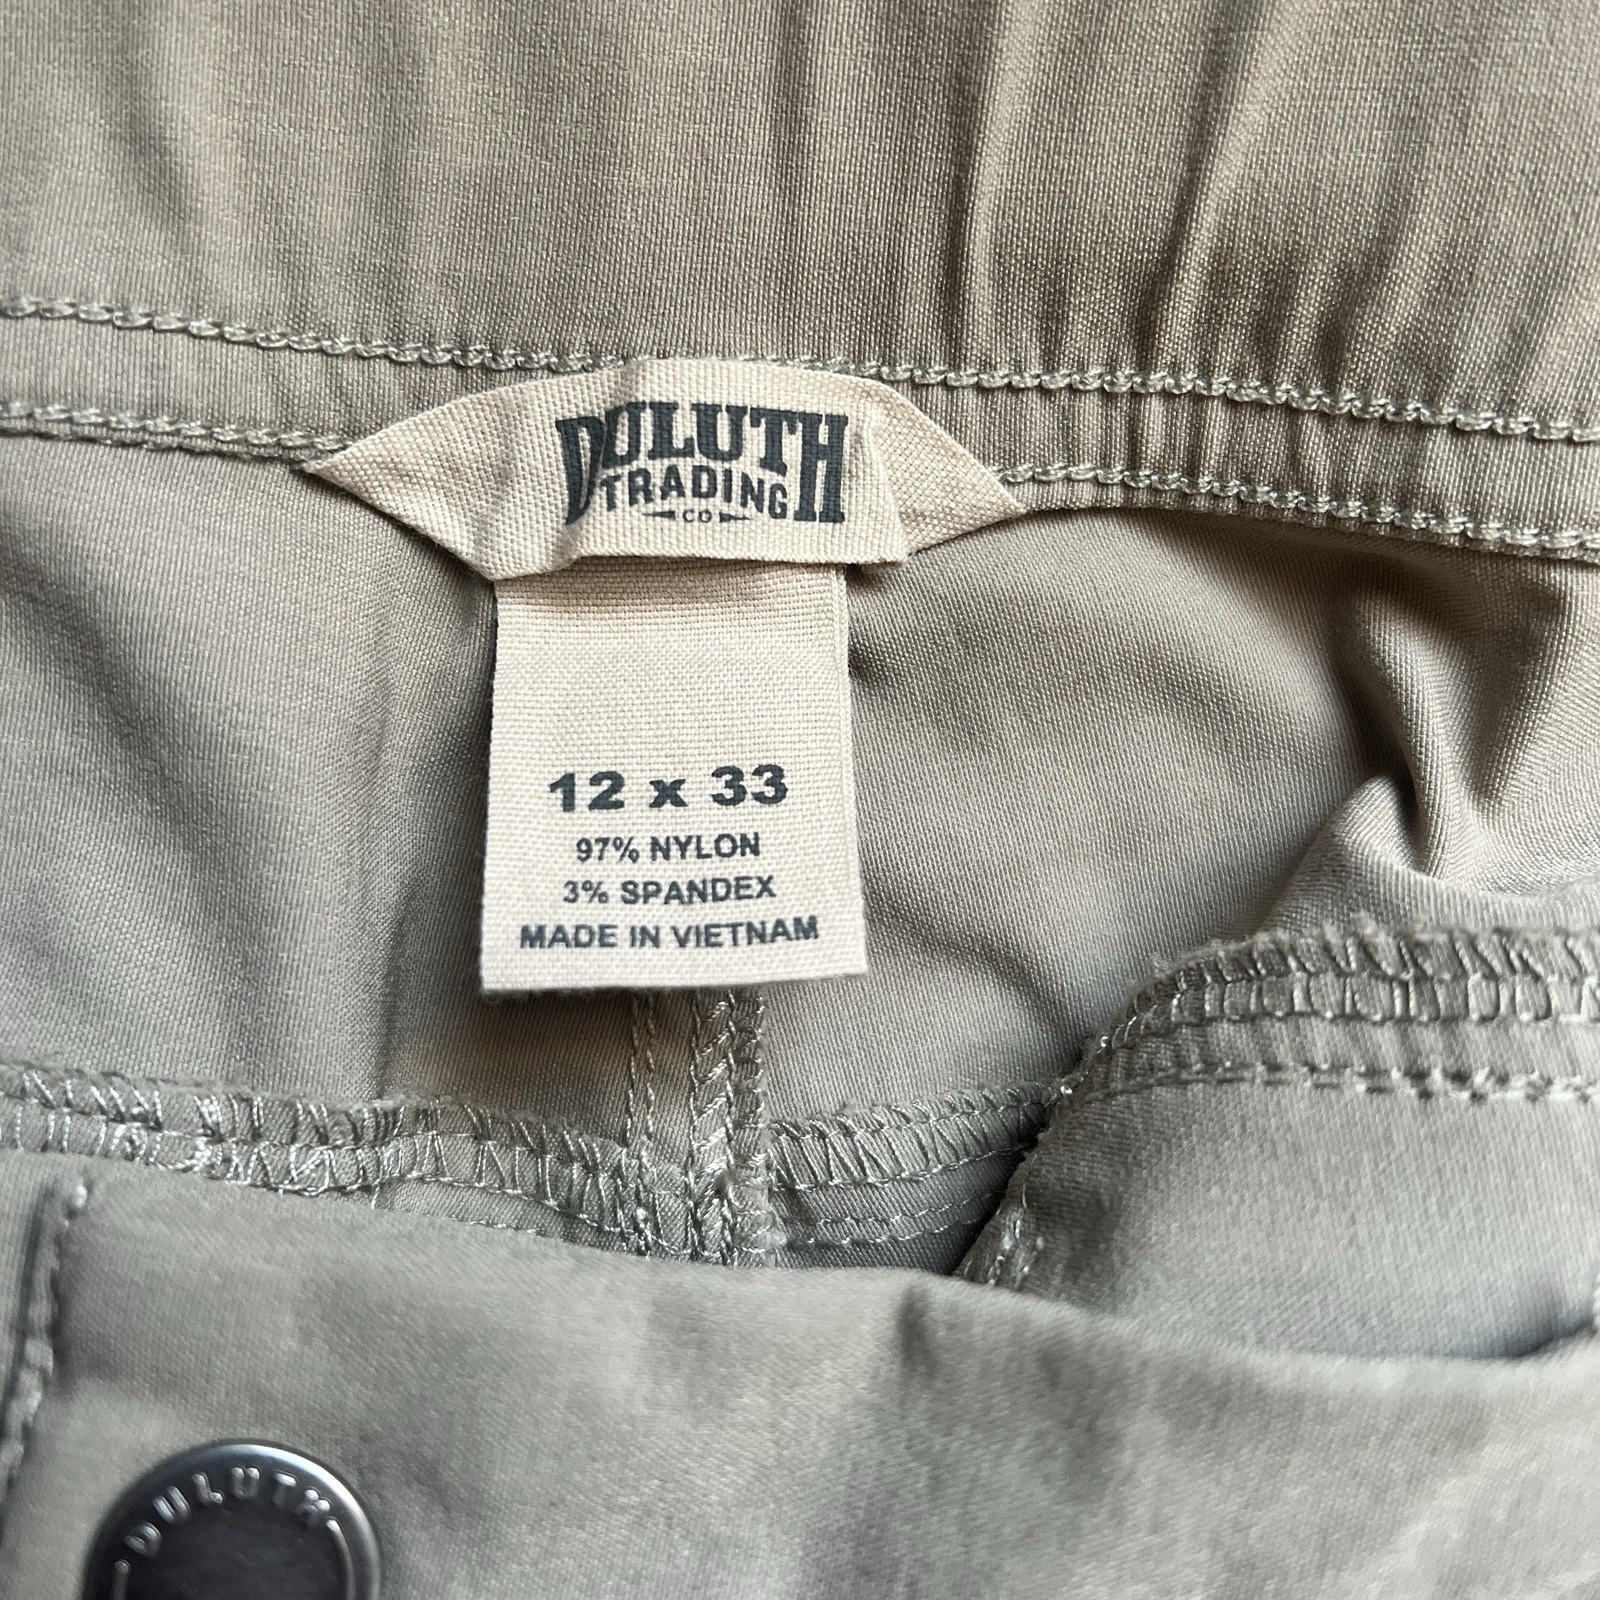 DULUTH
TRADING
CO
12 x 33
97% NYLON
3% SPANDEX
MADE IN VIETNAM
DULUTH